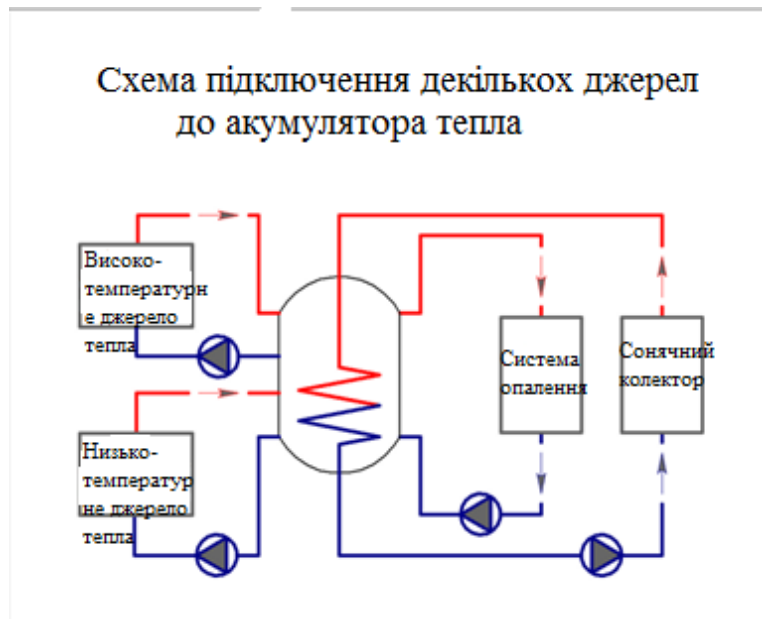 Схема підключення декількох джерел
до акумулятора тепла
Високо-
температурн
е джерело
тепла
Низько-
температур
не джерело
тепла
Система
опалення
Сонячний
колектор